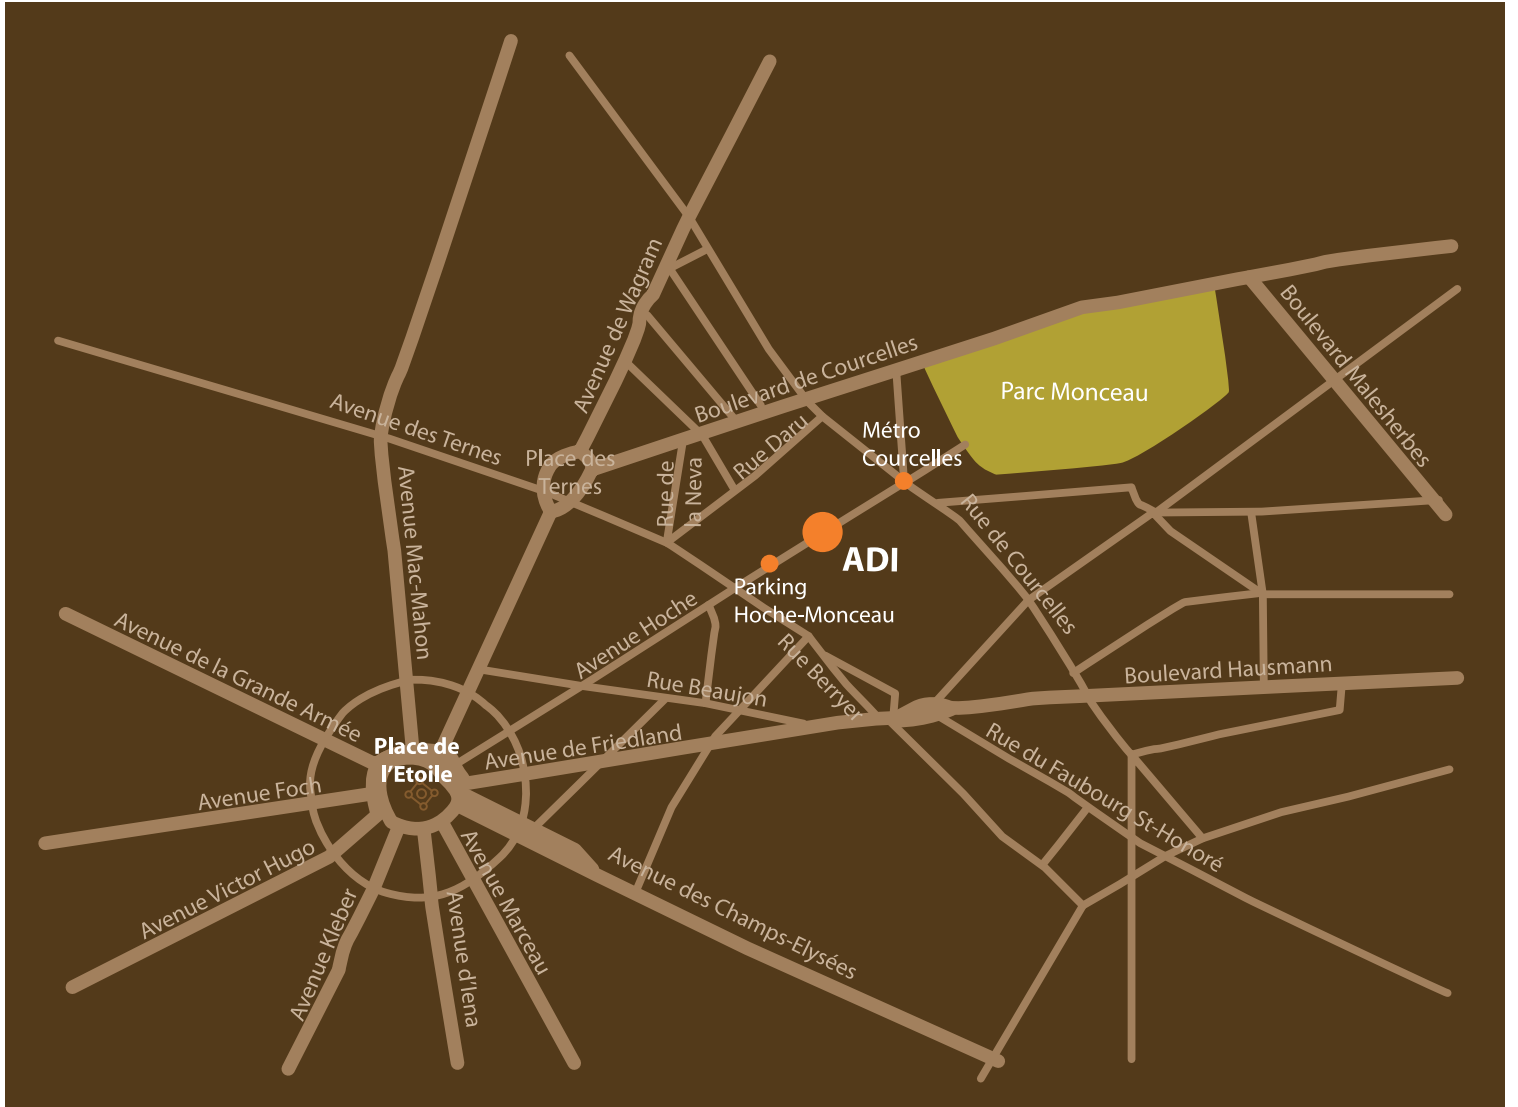 Avenue de Wagram
Boulevard Malesherbes
Boulevard de Courcelles
Parc Monceau
Avenue des Ternes
Rue Daru
Métro
Courcelles
Place des
Ternes
Rue de
la Neva
Avenue Mac-Mahon
Rue de Courcelles
ADI
Parking
Hoche-Monceau
Avenue Hoche
Avenue de la Grande Armée
Rue Berryer
Rue Beaujon
Boulevard Hausmann
Place de
l'Etoile
Avenue de Friedland
Rue du Faubourg St-Honoré
Avenue Foch
Avenue Victor Hugo
Avenue Kleber
Avenue d'Iena
Avenue Marceau
Avenue des Champs-Elysées